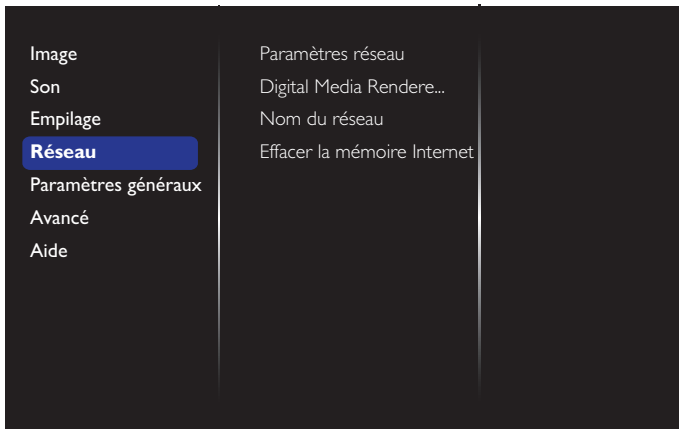 Image
Son
Empilage
Réseau
Paramètres généraux
Avancé
Aide
Paramètres réseau
Digital Media Rendere...
Nom du réseau
Effacer la mémoire Internet